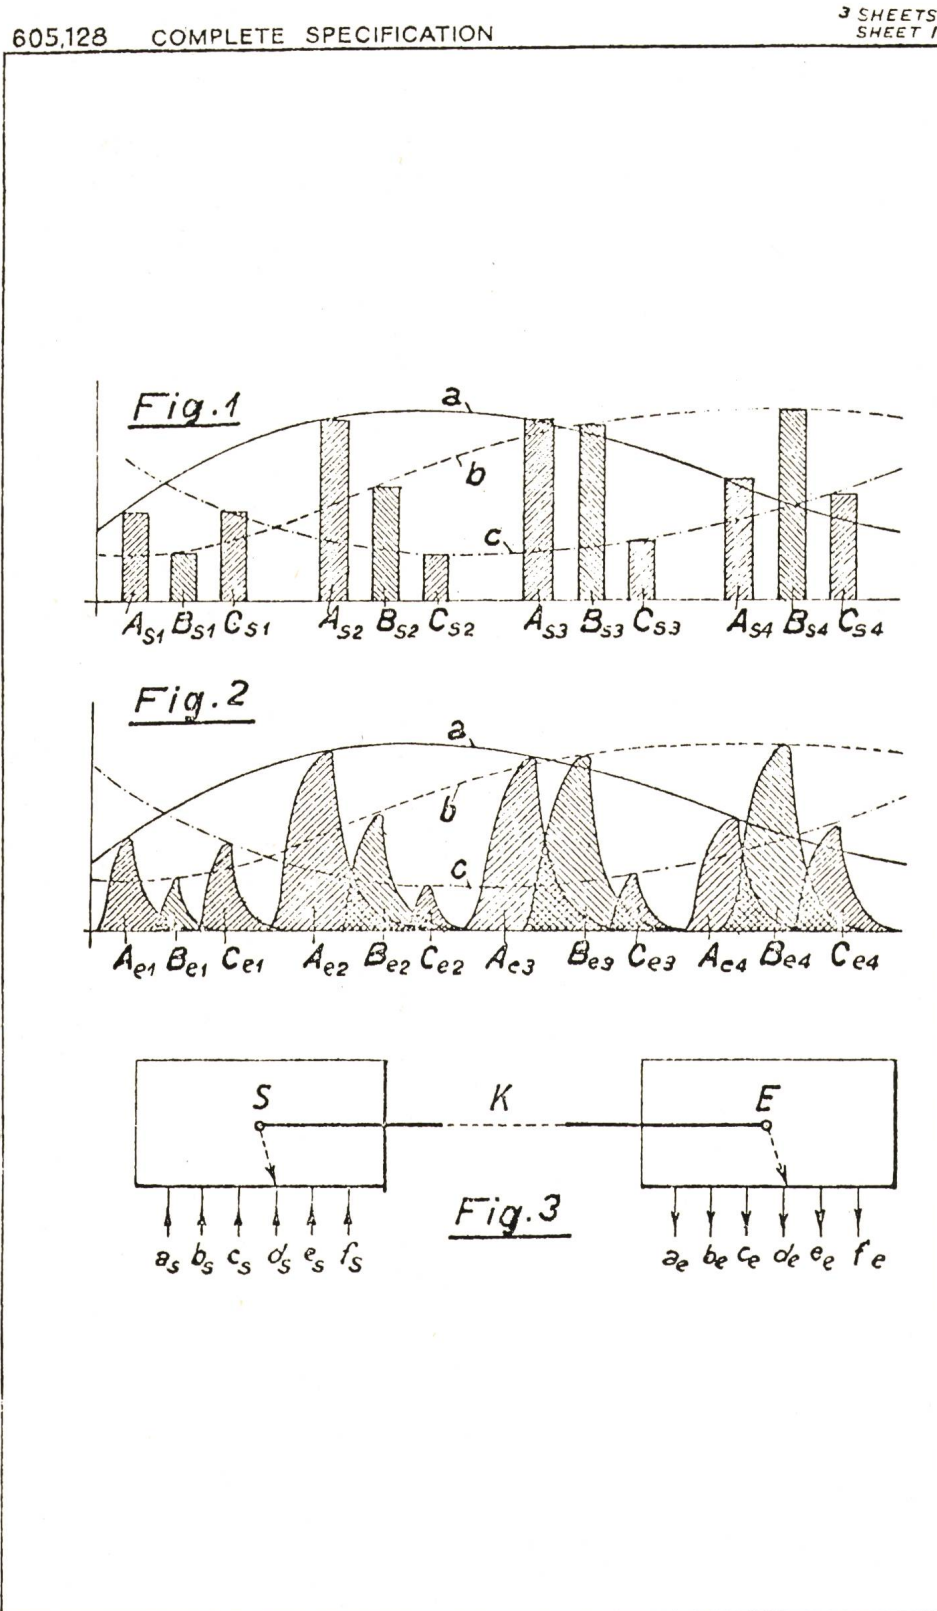 605,128 COMPLETE SPECIFICATION
3 SHEETS
SHEET 1
Fig.1
a
b
c
As1 Bs1 Cs1 As2 Bs2 Cs2 As3 Bs3 Cs3 As4 Bs4 Cs4
Fig.2
a
b
c
Ae1 Be1 Ce1 Ae2 Be2 Ce2 Ae3 Be3 Ce3 Ae4 Be4 Ce4
S K E
Fig.3
as bs cs ds es fs ae be ce de ee fe